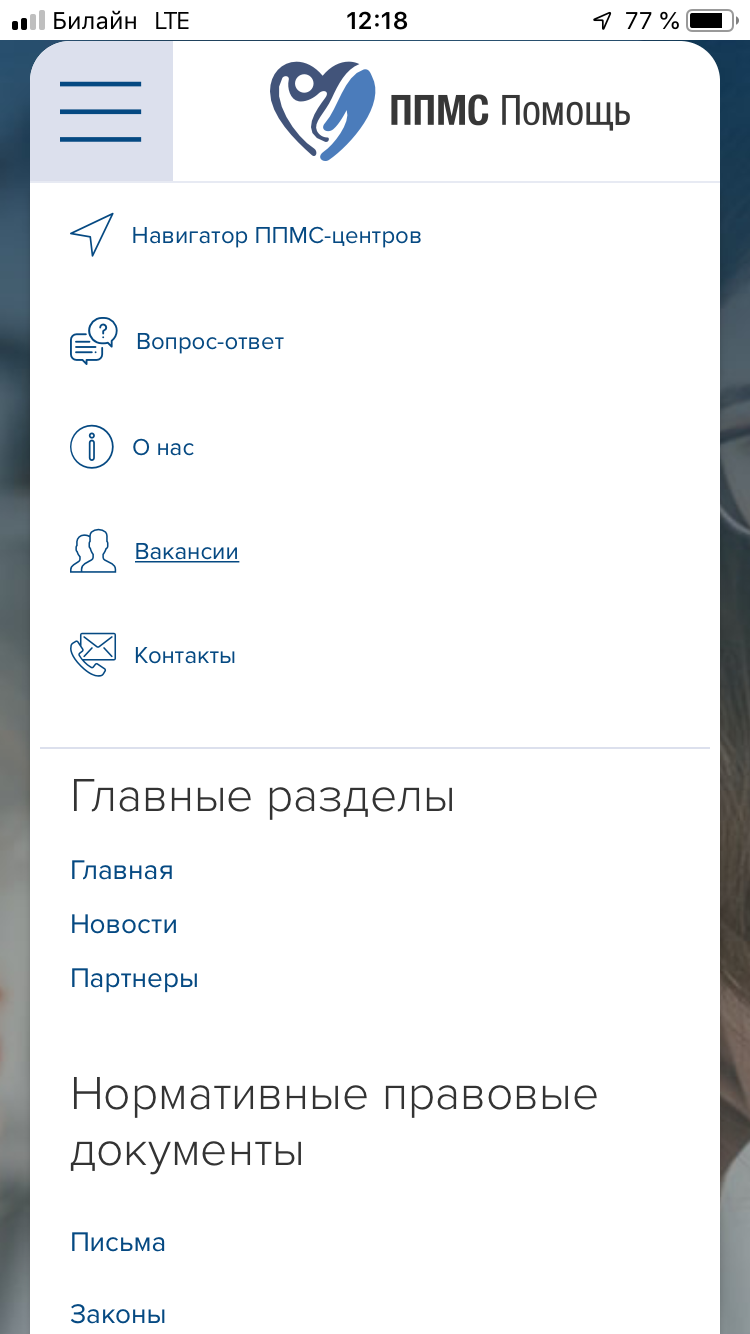 Билайн LTE 12:18 77 %
ППМС Помощь
Навигатор ППМС-центров
Вопрос-ответ
О нас
Вакансии
Контакты
Главные разделы
Главная
Новости
Партнеры
Нормативные правовые
документы
Письма
Законы